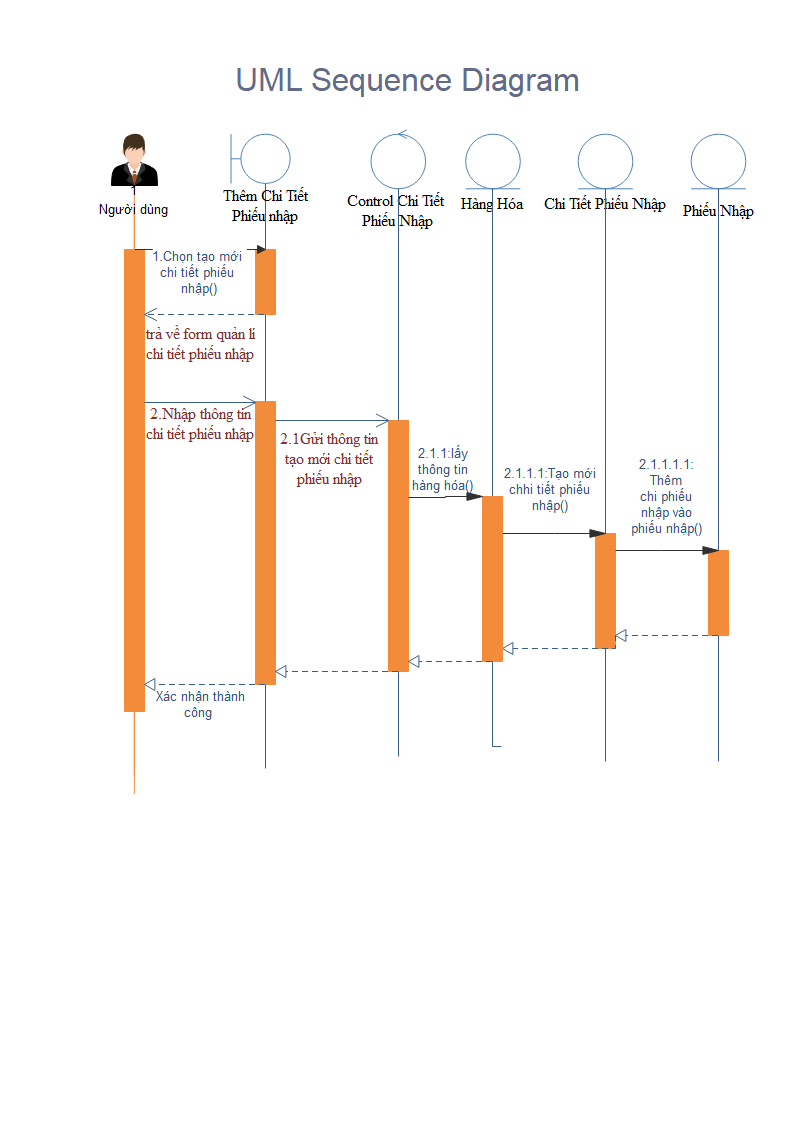 UML Sequence Diagram
Người dùng
Thêm Chi Tiết
Phiếu nhập
Control Chi Tiết
Phiếu Nhập
Hàng Hóa
Chi Tiết Phiếu Nhập
Phiếu Nhập
1.Chọn tạo mới
chi tiết phiếu
nhập()
trả về form quản lí
chi tiết phiếu nhập
2.Nhập thông tin
chi tiết phiếu nhập
2.1Gửi thông tin
tạo mới chi tiết
phiếu nhập
2.1.1:lấy
thông tin
hàng hóa()
2.1.1.1:Tạo mới
chhi tiết phiếu
nhập()
2.1.1.1.1:
Thêm
chi phiếu
nhập vào
phiếu nhập()
Xác nhận thành
công